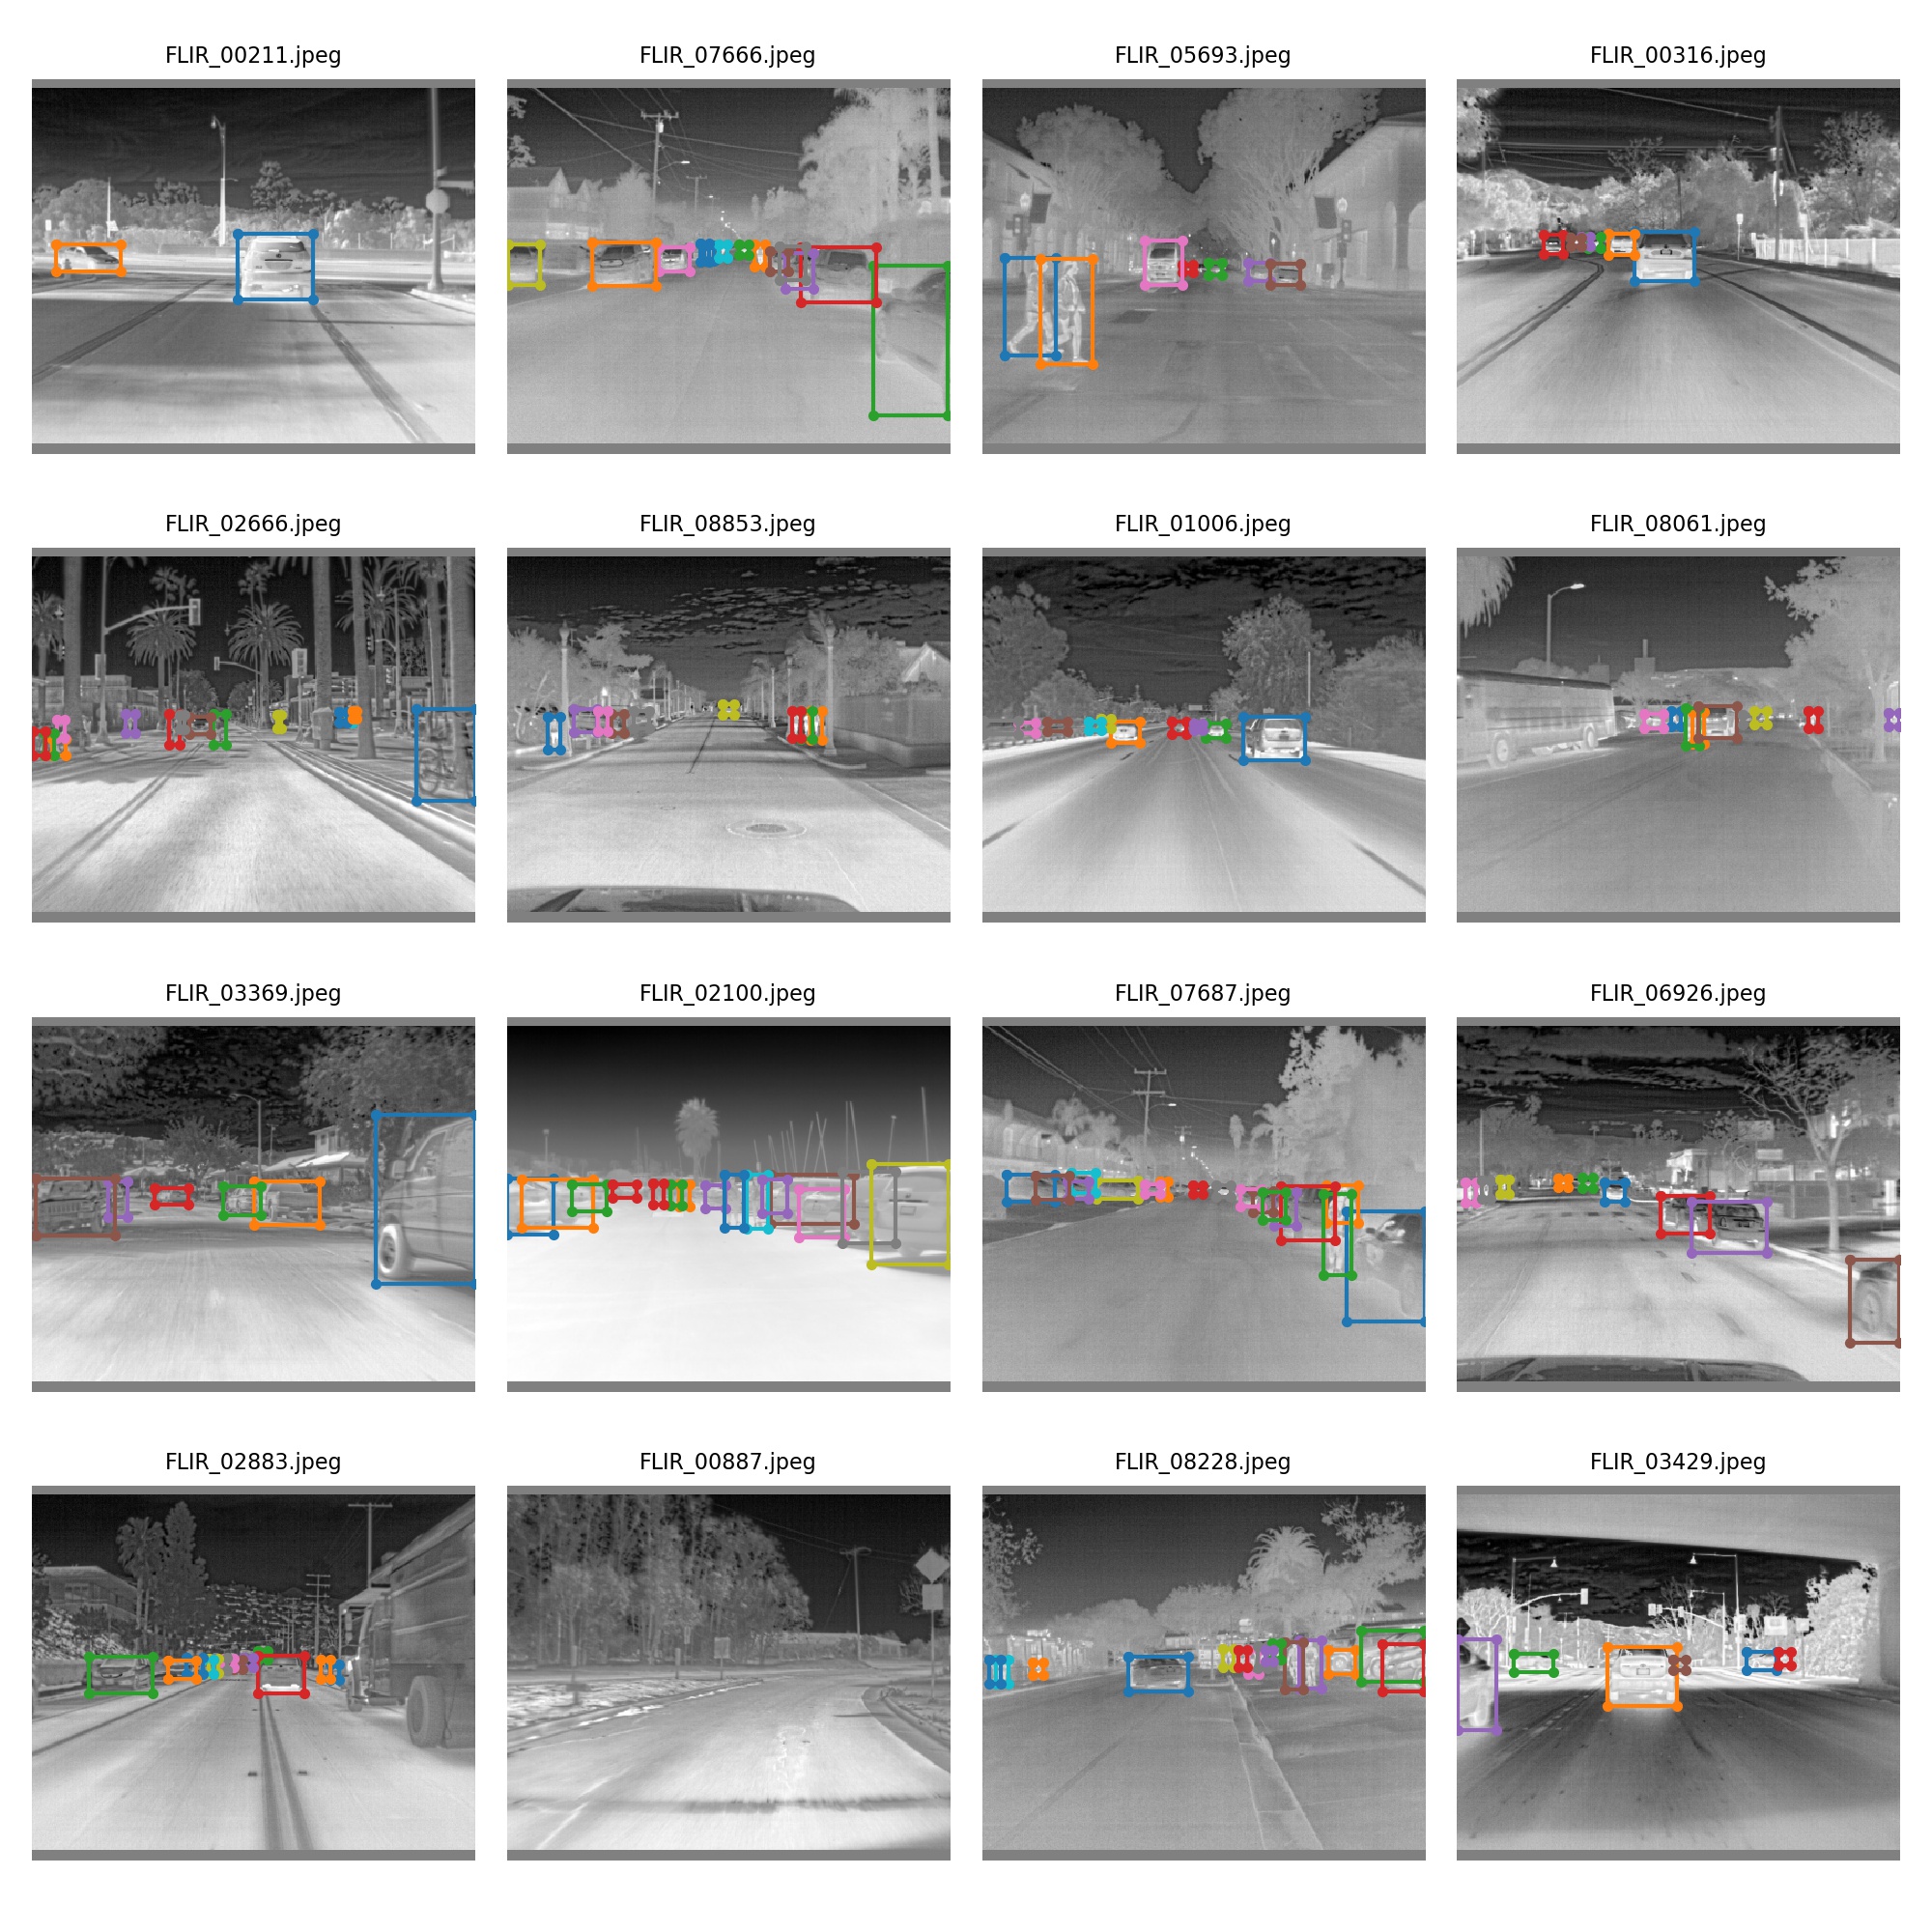 FLIR_00211.jpeg
FLIR_07666.jpeg
FLIR_05693.jpeg
FLIR_00316.jpeg
FLIR_02666.jpeg
FLIR_08853.jpeg
FLIR_01006.jpeg
FLIR_08061.jpeg
FLIR_03369.jpeg
FLIR_02100.jpeg
FLIR_07687.jpeg
FLIR_06926.jpeg
FLIR_02883.jpeg
FLIR_00887.jpeg
FLIR_08228.jpeg
FLIR_03429.jpeg